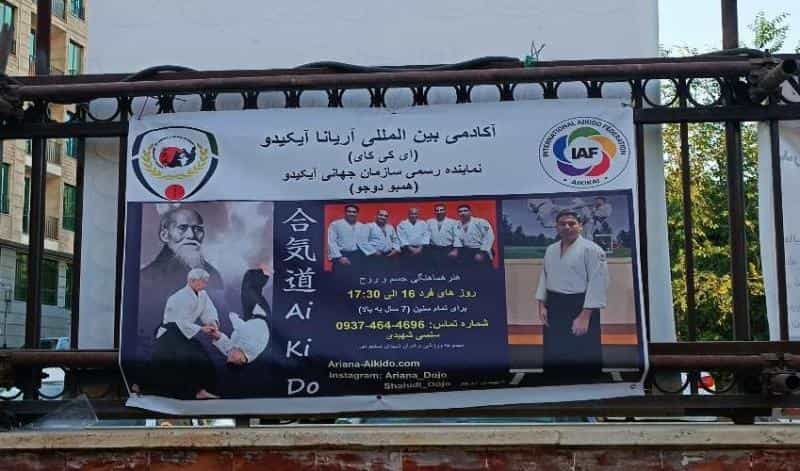 آکادمی بین المللی آریانا آیکیدو
(ای کی کای)
نماینده رسمی سازمان جهانی آیکیدو
(همبو دوجو)
INTERNATIONAL AIKIDO FEDERATION
IAF
AIKIKAI
合気道
Ai
Ki
Do
هنر هماهنگی جسم و روح
روز های فرد 16 الی 17:30
برای تمام سنین (7 سال به بالا)
شماره تماس: 0937-464-4696
سنسی شهیدی
Ariana-Aikido.com
Instagram: Ariana_Dojo
Shahidi_Dojo